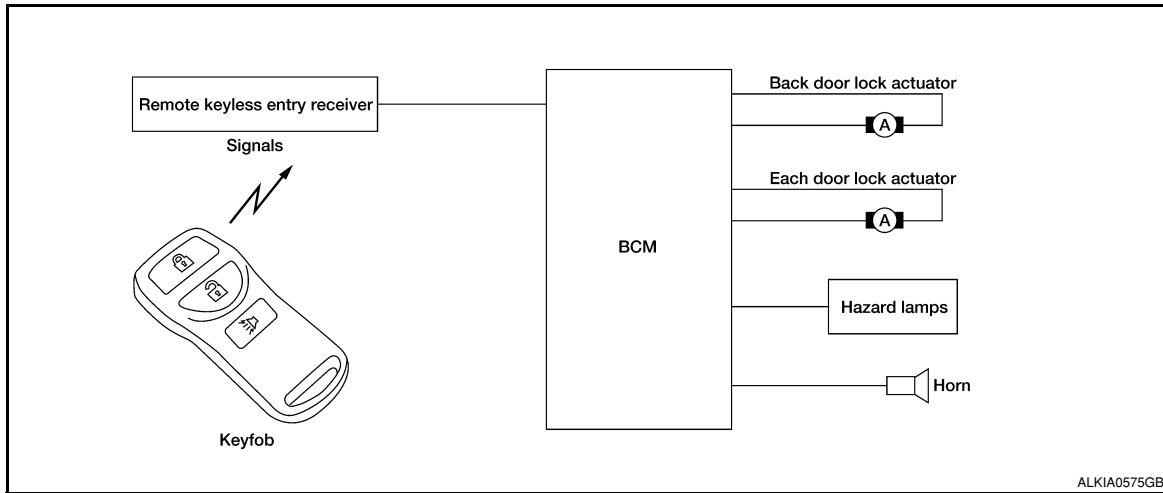 Remote keyless entry receiver
Signals
Keyfob
BCM
Back door lock actuator
A
Each door lock actuator
A
Hazard lamps
Horn
ALKIA0575GB